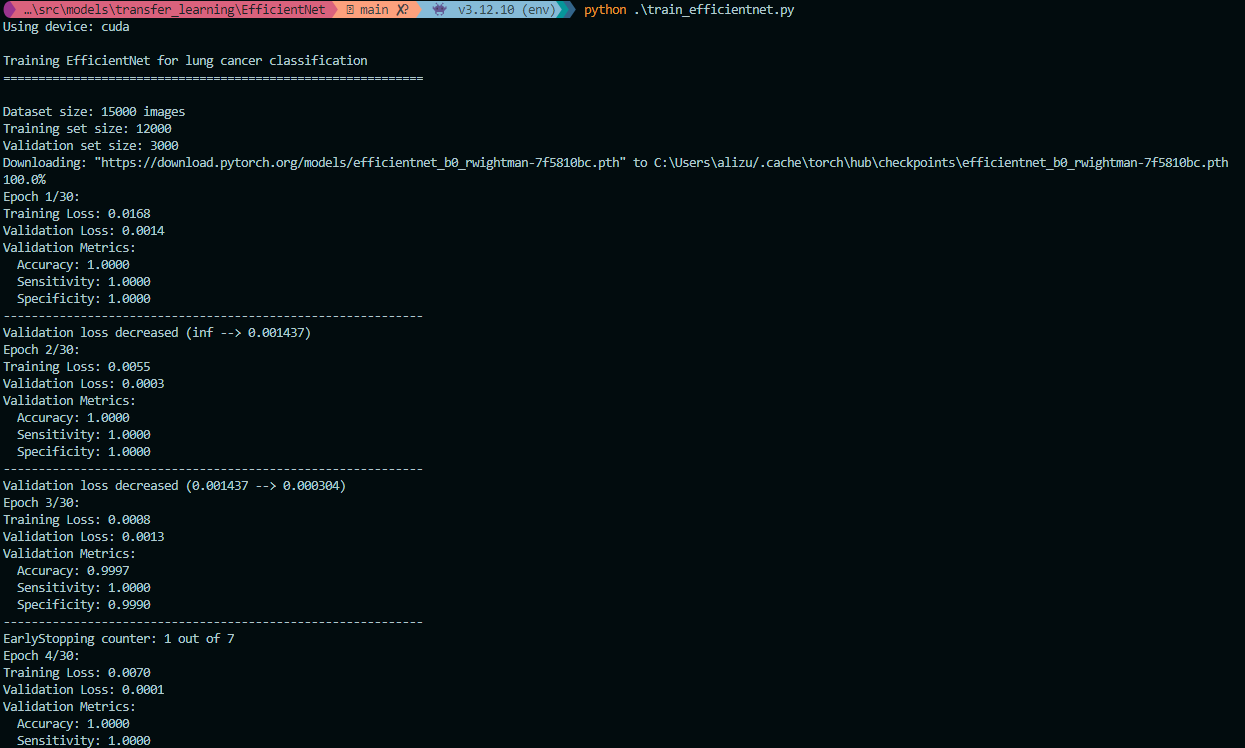 …\src\models\transfer_learning\EfficientNet main ✗? v3.12.10 (env) python .\train_efficientnet.py
Using device: cuda
Training EfficientNet for lung cancer classification
============================================================
Dataset size: 15000 images
Training set size: 12000
Validation set size: 3000
Downloading: "https://download.pytorch.org/models/efficientnet_b0_rwightman-7f5810bc.pth" to C:\Users\alizu/.cache\torch\hub\checkpoints\efficientnet_b0_rwightman-7f5810bc.pth
100.0%
Epoch 1/30:
Training Loss: 0.0168
Validation Loss: 0.0014
Validation Metrics:
  Accuracy: 1.0000
  Sensitivity: 1.0000
  Specificity: 1.0000
------------------------------------------------------------
Validation loss decreased (inf --> 0.001437)
Epoch 2/30:
Training Loss: 0.0055
Validation Loss: 0.0003
Validation Metrics:
  Accuracy: 1.0000
  Sensitivity: 1.0000
  Specificity: 1.0000
------------------------------------------------------------
Validation loss decreased (0.001437 --> 0.000304)
Epoch 3/30:
Training Loss: 0.0008
Validation Loss: 0.0013
Validation Metrics:
  Accuracy: 0.9997
  Sensitivity: 1.0000
  Specificity: 0.9990
------------------------------------------------------------
EarlyStopping counter: 1 out of 7
Epoch 4/30:
Training Loss: 0.0070
Validation Loss: 0.0001
Validation Metrics:
  Accuracy: 1.0000
  Sensitivity: 1.0000